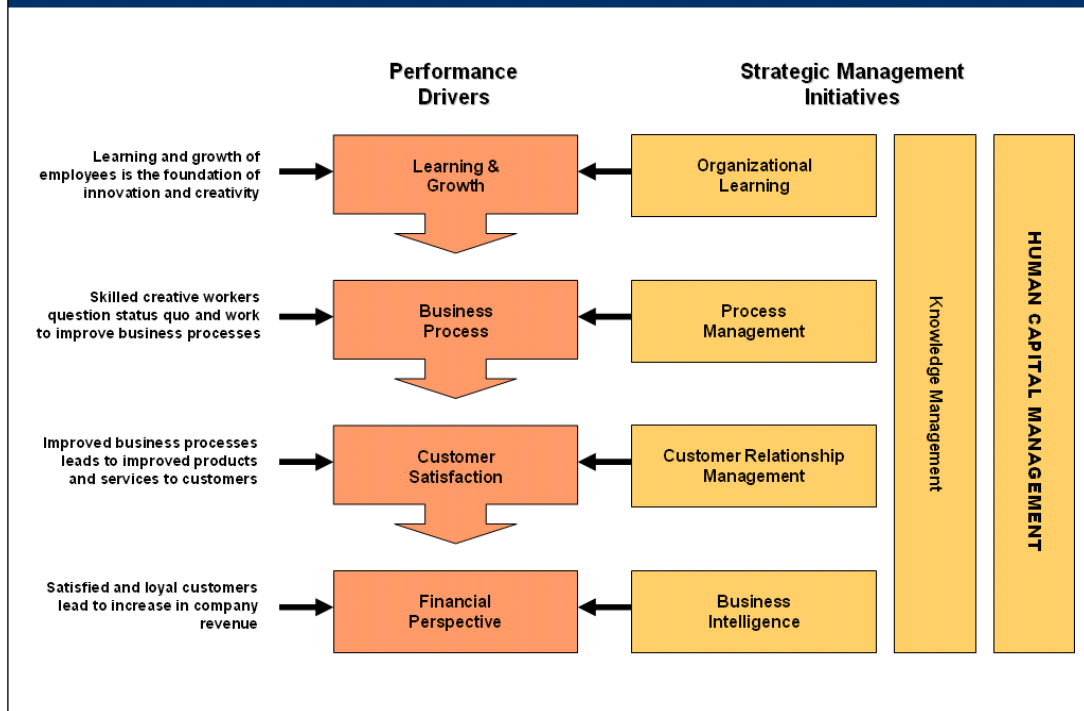 Performance
Drivers
Strategic Management
Initiatives
Learning and growth of
employees is the foundation of
innovation and creativity
Learning &
Growth
Organizational
Learning
Skilled creative workers
question status quo and work
to improve business processes
Business
Process
Process
Management
Improved business processes
leads to improved products
and services to customers
Customer
Satisfaction
Customer Relationship
Management
Satisfied and loyal customers
lead to increase in company
revenue
Financial
Perspective
Business
Intelligence
Knowledge Management
HUMAN CAPITAL MANAGEMENT